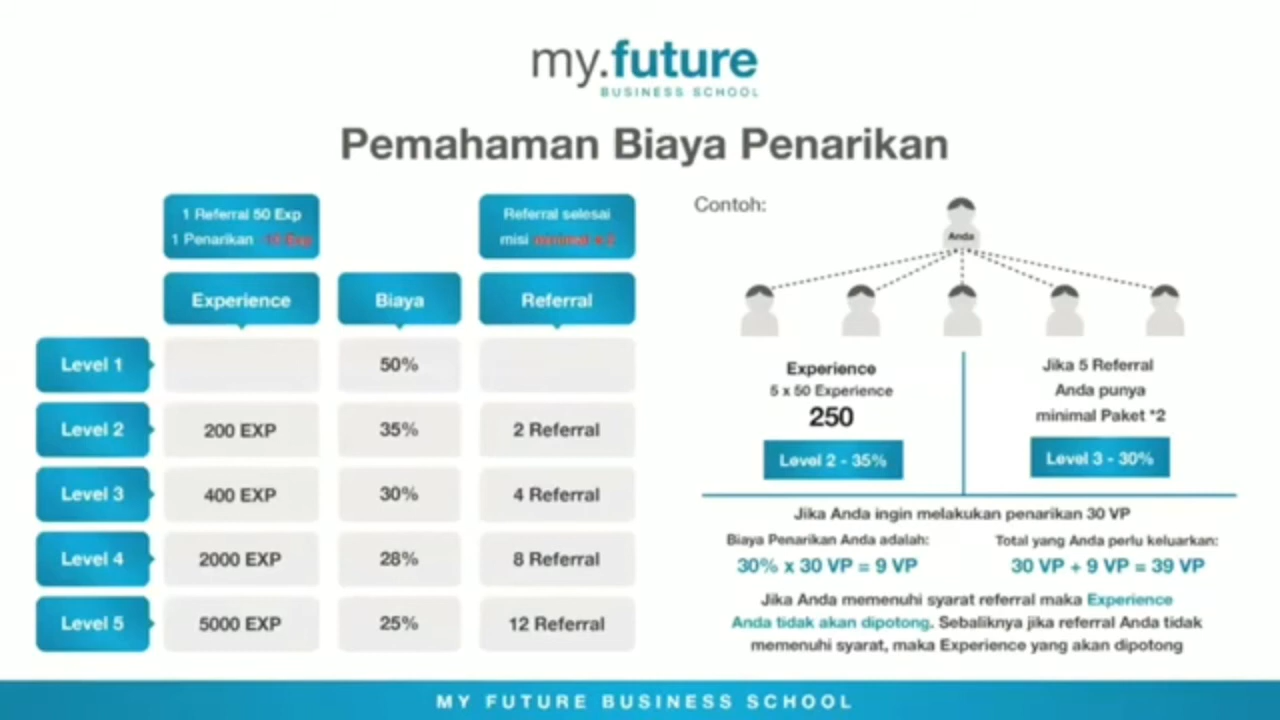 my.future
BUSINESS SCHOOL
Pemahaman Biaya Penarikan
1 Referral 50 Exp
1 Penarikan
Referral selesai
misi
Experience
Biaya
Referral
Level 1
50%
Level 2
200 EXP
35%
2 Referral
Level 3
400 EXP
30%
4 Referral
Level 4
2000 EXP
28%
8 Referral
Level 5
5000 EXP
25%
12 Referral
Contoh:
Anda
Experience
5 x 50 Experience
250
Level 2 - 35%
Jika 5 Referral
Anda punya
minimal Paket *2
Level 3 - 30%
Jika Anda ingin melakukan penarikan 30 VP
Biaya Penarikan Anda adalah:
30% x 30 VP = 9 VP
Total yang Anda perlu keluarkan:
30 VP + 9 VP = 39 VP
Jika Anda memenuhi syarat referral maka Experience
Anda tidak akan dipotong. Sebaliknya jika referral Anda tidak
memenuhi syarat, maka Experience yang akan dipotong
MY FUTURE BUSINESS SCHOOL